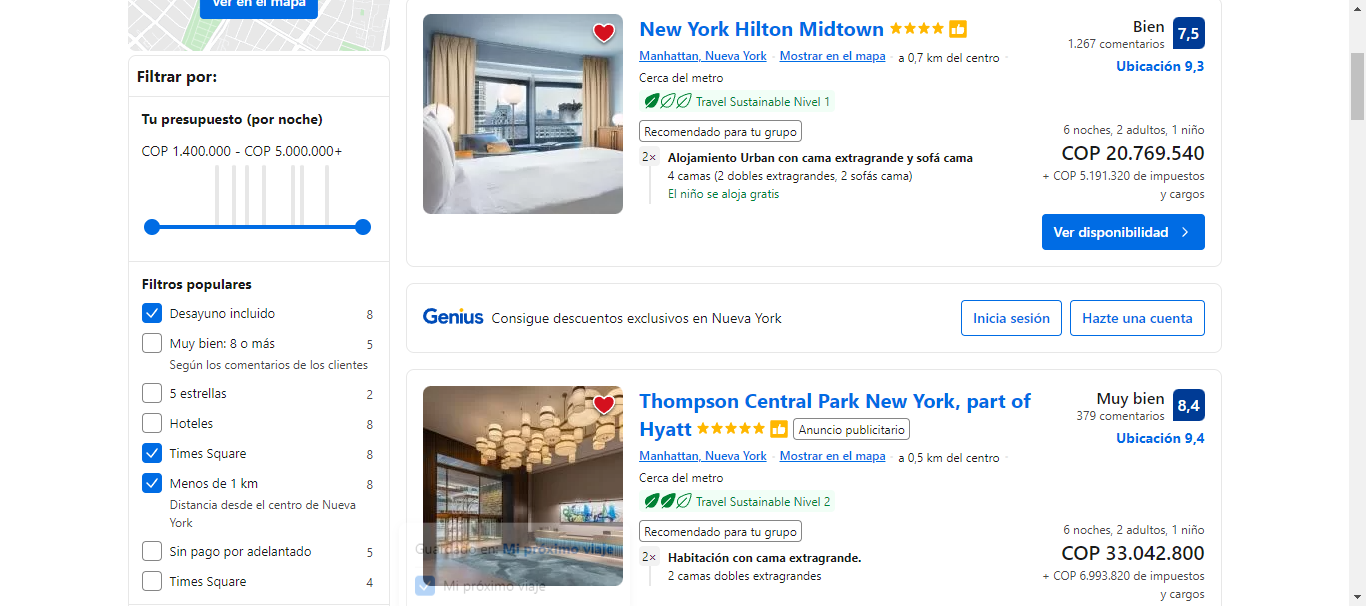 Ver en el mapa
Filtrar por:
Tu presupuesto (por noche)
COP 1.400.000 - COP 5.000.000+
Filtros populares
Desayuno incluido 8
Muy bien: 8 o más 5
Según los comentarios de los clientes
5 estrellas 2
Hoteles 8
Times Square 8
Menos de 1 km 8
Distancia desde el centro de Nueva
York
Sin pago por adelantado 5
Times Square 4
New York Hilton Midtown
Manhattan, Nueva York · Mostrar en el mapa · a 0,7 km del centro ·
Cerca del metro
Travel Sustainable Nivel 1
Recomendado para tu grupo
2× Alojamiento Urban con cama extragrande y sofá cama
4 camas (2 dobles extragrandes, 2 sofás cama)
El niño se aloja gratis
Bien 7,5
1.267 comentarios
Ubicación 9,3
6 noches, 2 adultos, 1 niño
COP 20.769.540
+ COP 5.191.320 de impuestos
y cargos
Ver disponibilidad
Genius Consigue descuentos exclusivos en Nueva York
Inicia sesión
Hazte una cuenta
Thompson Central Park New York, part of
Hyatt Anuncio publicitario
Manhattan, Nueva York · Mostrar en el mapa · a 0,5 km del centro ·
Cerca del metro
Travel Sustainable Nivel 2
Recomendado para tu grupo
2× Habitación con cama extragrande.
2 camas dobles extragrandes
Muy bien 8,4
379 comentarios
Ubicación 9,4
6 noches, 2 adultos, 1 niño
COP 33.042.800
+ COP 6.993.820 de impuestos
y cargos
Guardado en: Mi próximo viaje
Mi próximo viaje